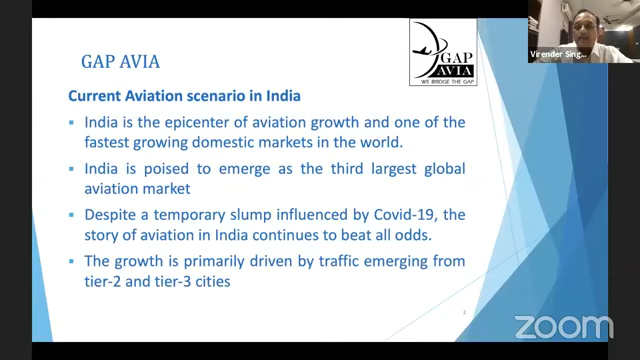 GAP AVIA
GAP
AVIA
WE BRIDGE THE GAP
Virender Sing...
Current Aviation scenario in India
▪ India is the epicenter of aviation growth and one of the
fastest growing domestic markets in the world.
▪ India is poised to emerge as the third largest global
aviation market
▪ Despite a temporary slump influenced by Covid-19, the
story of aviation in India continues to beat all odds.
▪ The growth is primarily driven by traffic emerging from
tier-2 and tier-3 cities
2
zoom